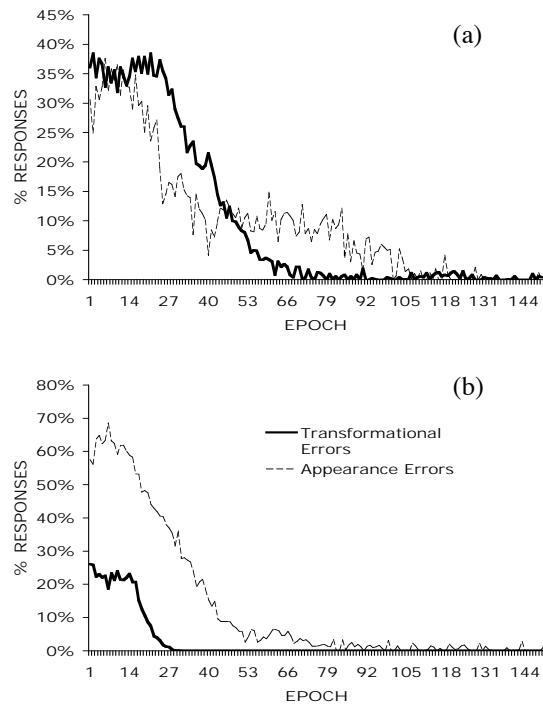 (a)
45%
40%
35%
30%
25%
20%
15%
10%
5%
0%
% RESPONSES
1 14 27 40 53 66 79 92 105 118 131 144
EPOCH
(b)
80%
70%
60%
50%
40%
30%
20%
10%
0%
% RESPONSES
Transformational
Errors
Appearance Errors
1 14 27 40 53 66 79 92 105 118 131 144
EPOCH